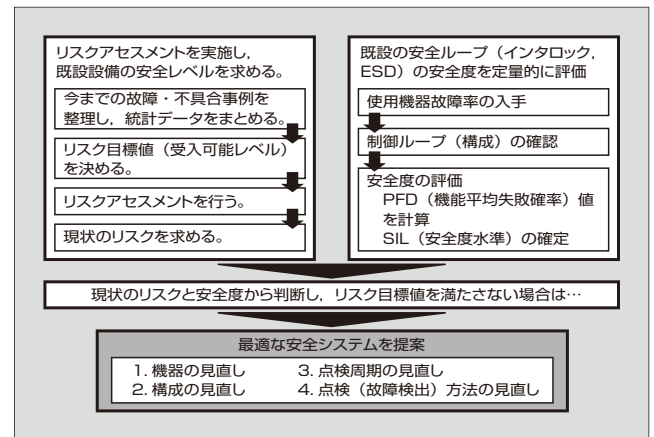 リスクアセスメントを実施し，
既設設備の安全レベルを求める。
今までの故障・不具合事例を
整理し，統計データをまとめる。
リスク目標値（受入可能レベル）
を決める。
リスクアセスメントを行う。
現状のリスクを求める。
既設の安全ループ（インタロック，
ESD）の安全度を定量的に評価
使用機器故障率の入手
制御ループ（構成）の確認
安全度の評価
PFD（機能平均失敗確率）値
を計算
SIL（安全度水準）の確定
現状のリスクと安全度から判断し，リスク目標値を満たさない場合は…
最適な安全システムを提案
1. 機器の見直し
2. 構成の見直し
3. 点検周期の見直し
4. 点検（故障検出）方法の見直し